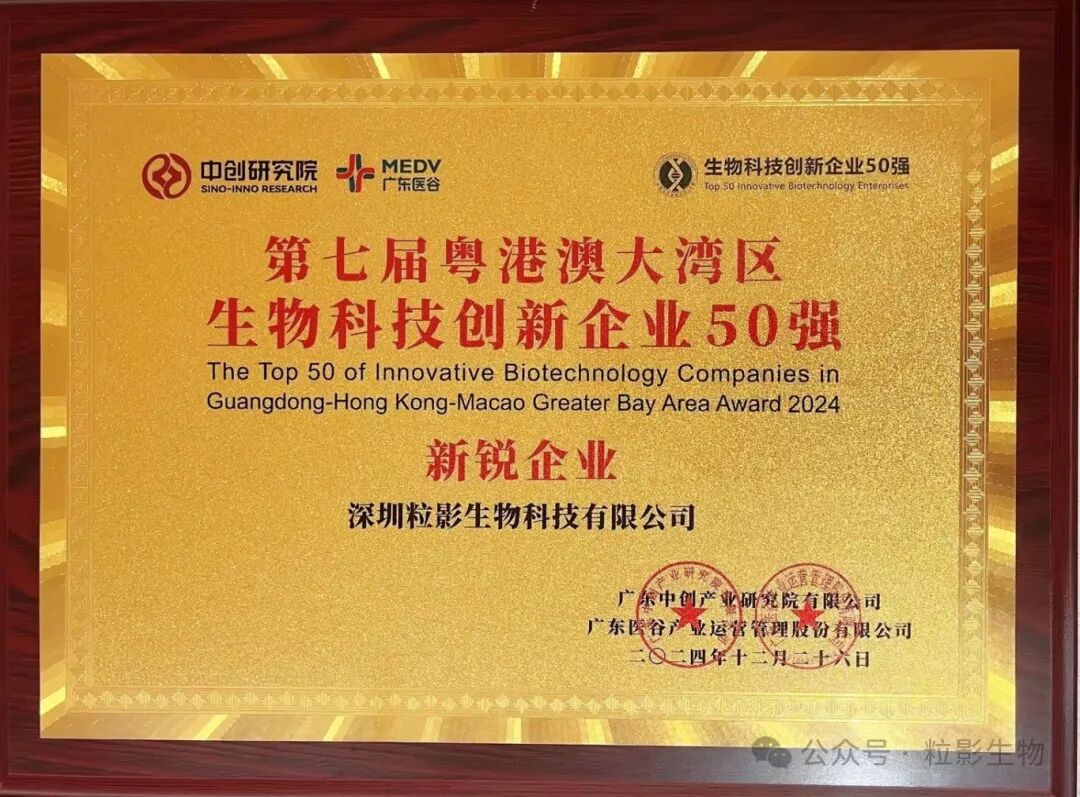 中创研究院
SINO-INNO RESEARCH
MEDV
广东医谷
生物科技创新企业50强
Top 50 Innovative Biotechnology Enterprises
第七届粤港澳大湾区
生物科技创新企业50强
The Top 50 of Innovative Biotechnology Companies in
Guangdong-Hong Kong-Macao Greater Bay Area Award 2024
新锐企业
深圳粒影生物科技有限公司
广东中创产业研究院有限公司
广东医谷产业运营管理股份有限公司
二〇二四年十二月二十六日
公众号·粒影生物